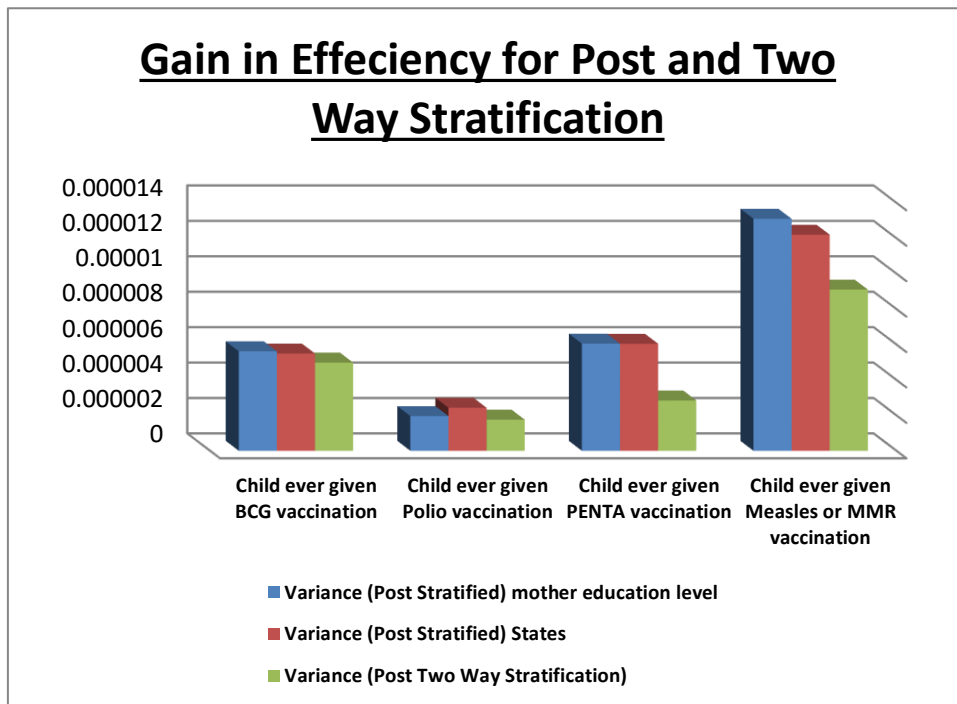 Gain in Effeciency for Post and Two
Way Stratification
0.000014
0.000012
0.00001
0.000008
0.000006
0.000004
0.000002
0
Child ever given
BCG vaccination
Child ever given
Polio vaccination
Child ever given
PENTA vaccination
Child ever given
Measles or MMR
vaccination
Variance (Post Stratified) mother education level
Variance (Post Stratified) States
Variance (Post Two Way Stratification)